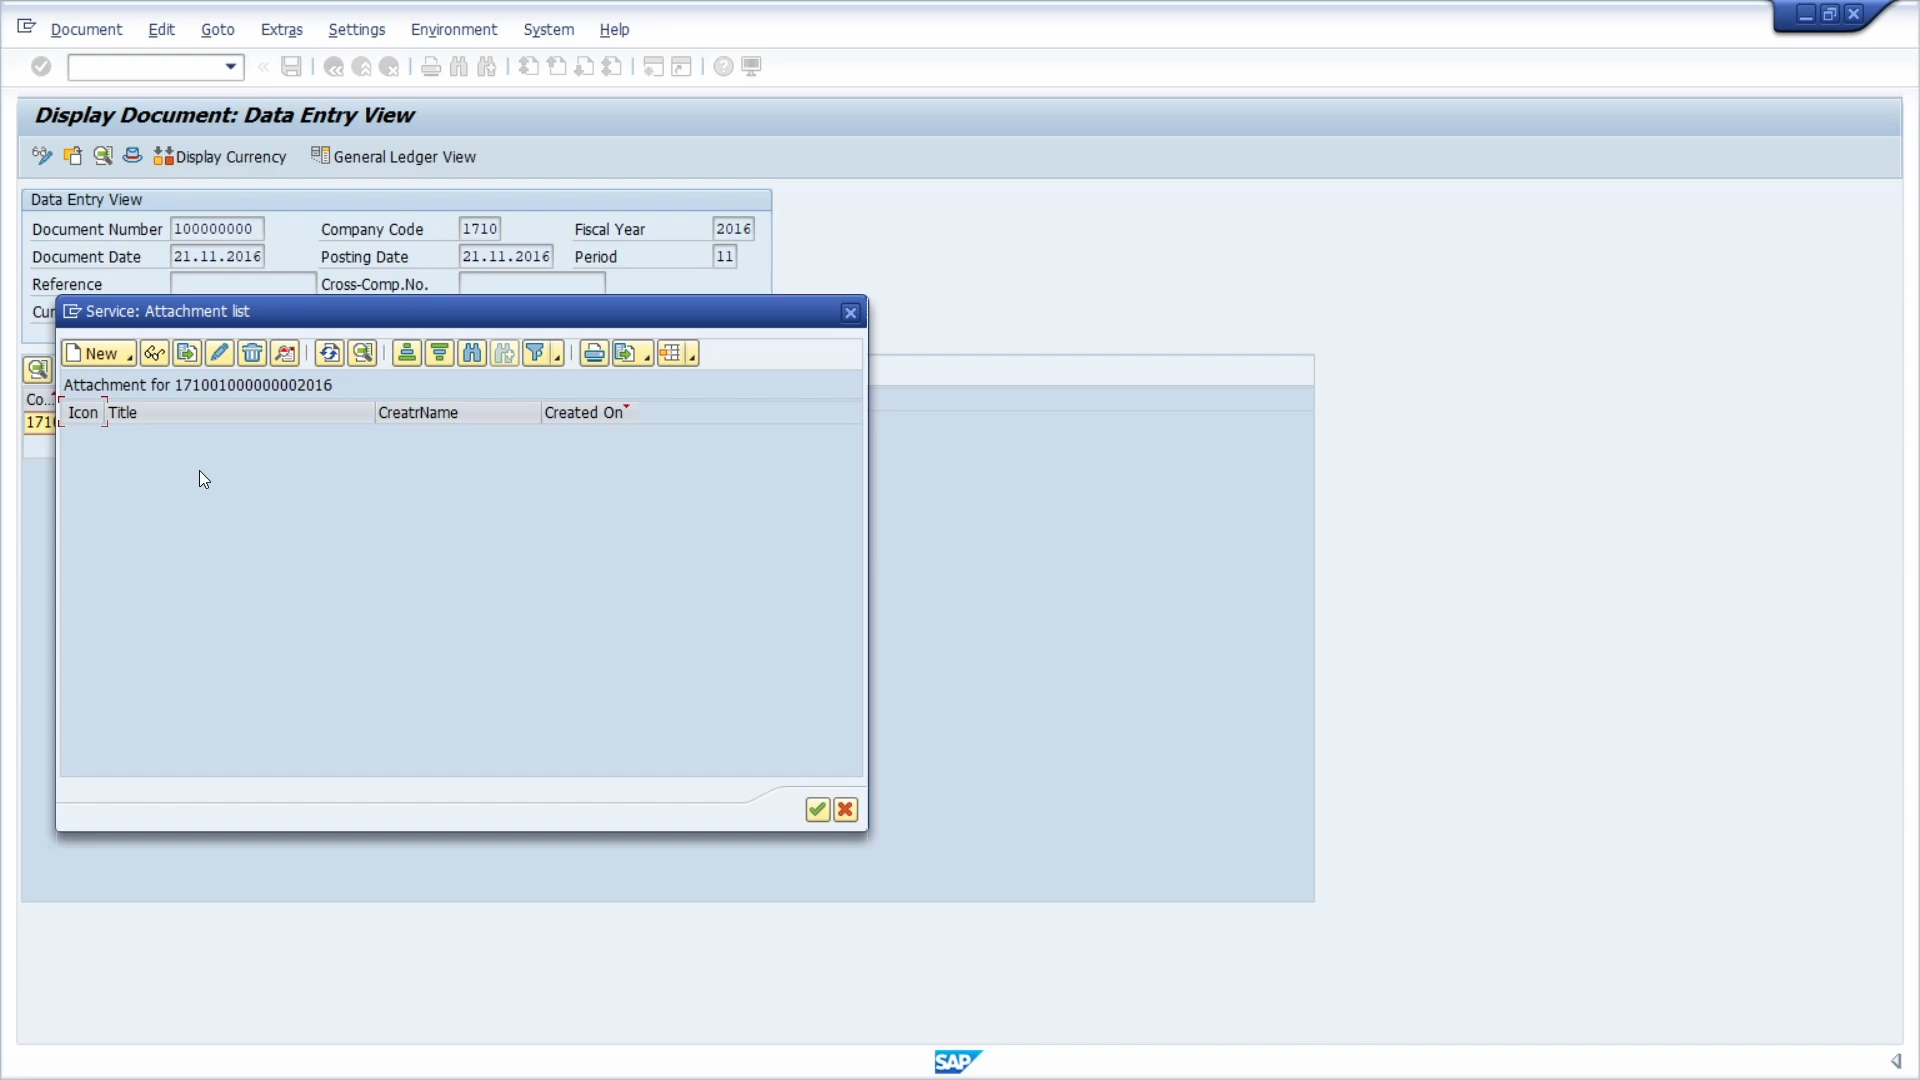 Document Edit Goto Extras Settings Environment System Help
Display Document: Data Entry View
Display Currency General Ledger View
Data Entry View
Document Number 100000000 Company Code 1710 Fiscal Year 2016
Document Date 21.11.2016 Posting Date 21.11.2016 Period 11
Reference Cross-Comp.No.
Cur
Service: Attachment list
New
Attachment for 171001000000002016
Co...
Icon Title CreatrName Created On
171
SAP